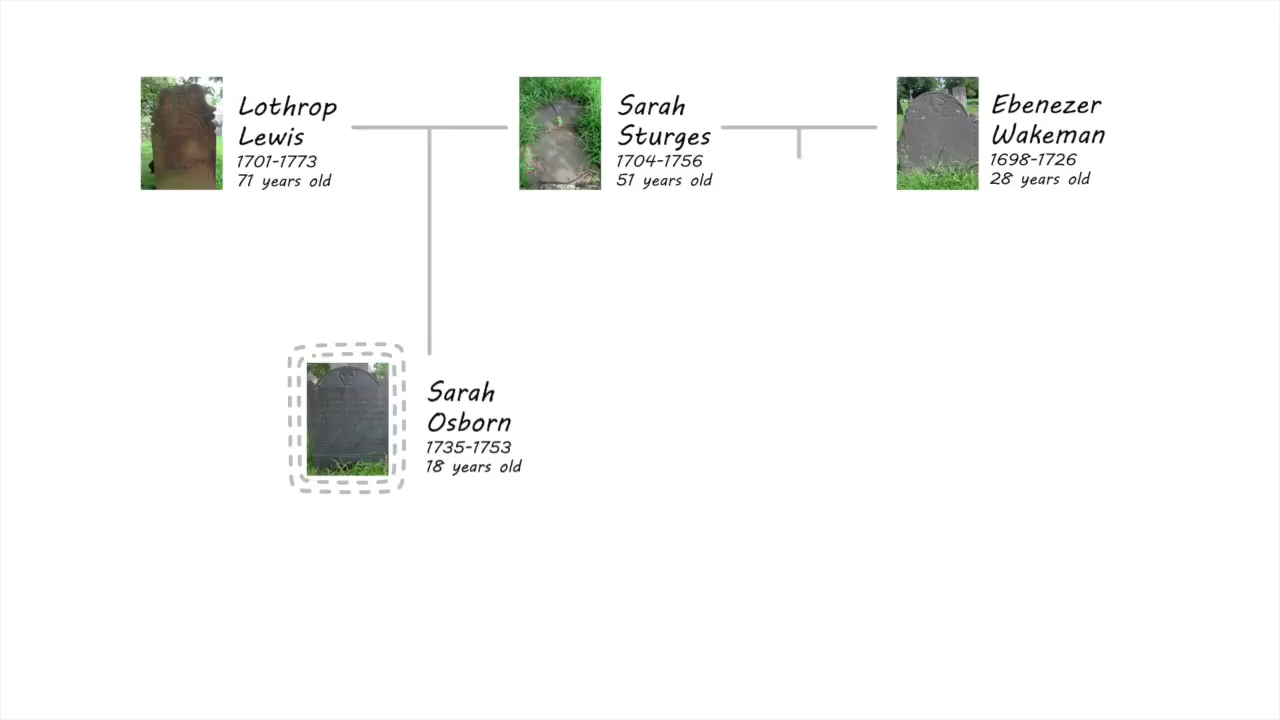 Lothrop
Lewis
1701-1773
71 years old
Sarah
Sturges
1704-1756
51 years old
Ebenezer
Wakeman
1698-1726
28 years old
Sarah
Osborn
1735-1753
18 years old